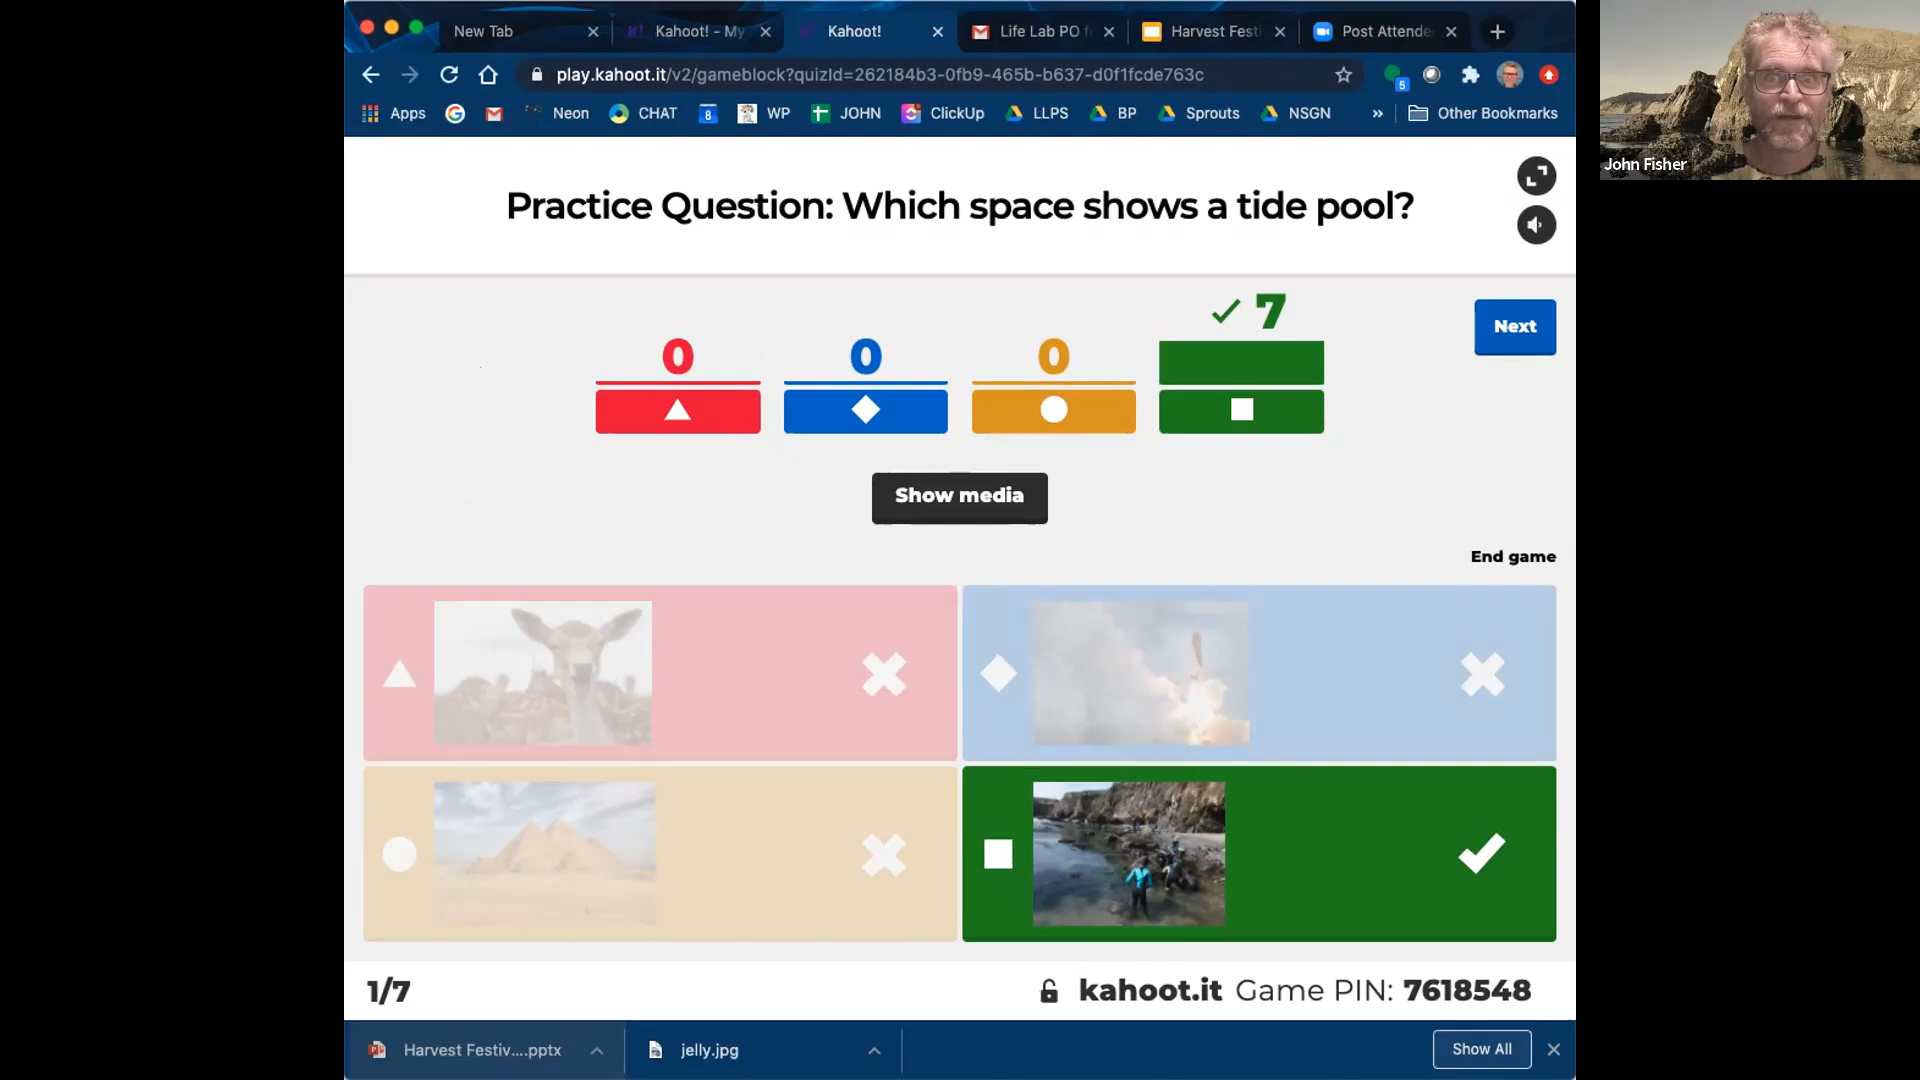 New Tab
Kahoot! - My
Kahoot!
Life Lab PO f
Harvest Festi
Post Attende
play.kahoot.it/v2/gameblock?quizId=262184b3-0fb9-465b-b637-d0f1fcde763c
5
Apps
Neon
CHAT
8
WP
JOHN
ClickUp
LLPS
BP
Sprouts
NSGN
»
Other Bookmarks
John Fisher
Practice Question: Which space shows a tide pool?
0
0
0
7
Next
Show media
End game
1/7
kahoot.it Game PIN: 7618548
Harvest Festiv....pptx
jelly.jpg
Show All